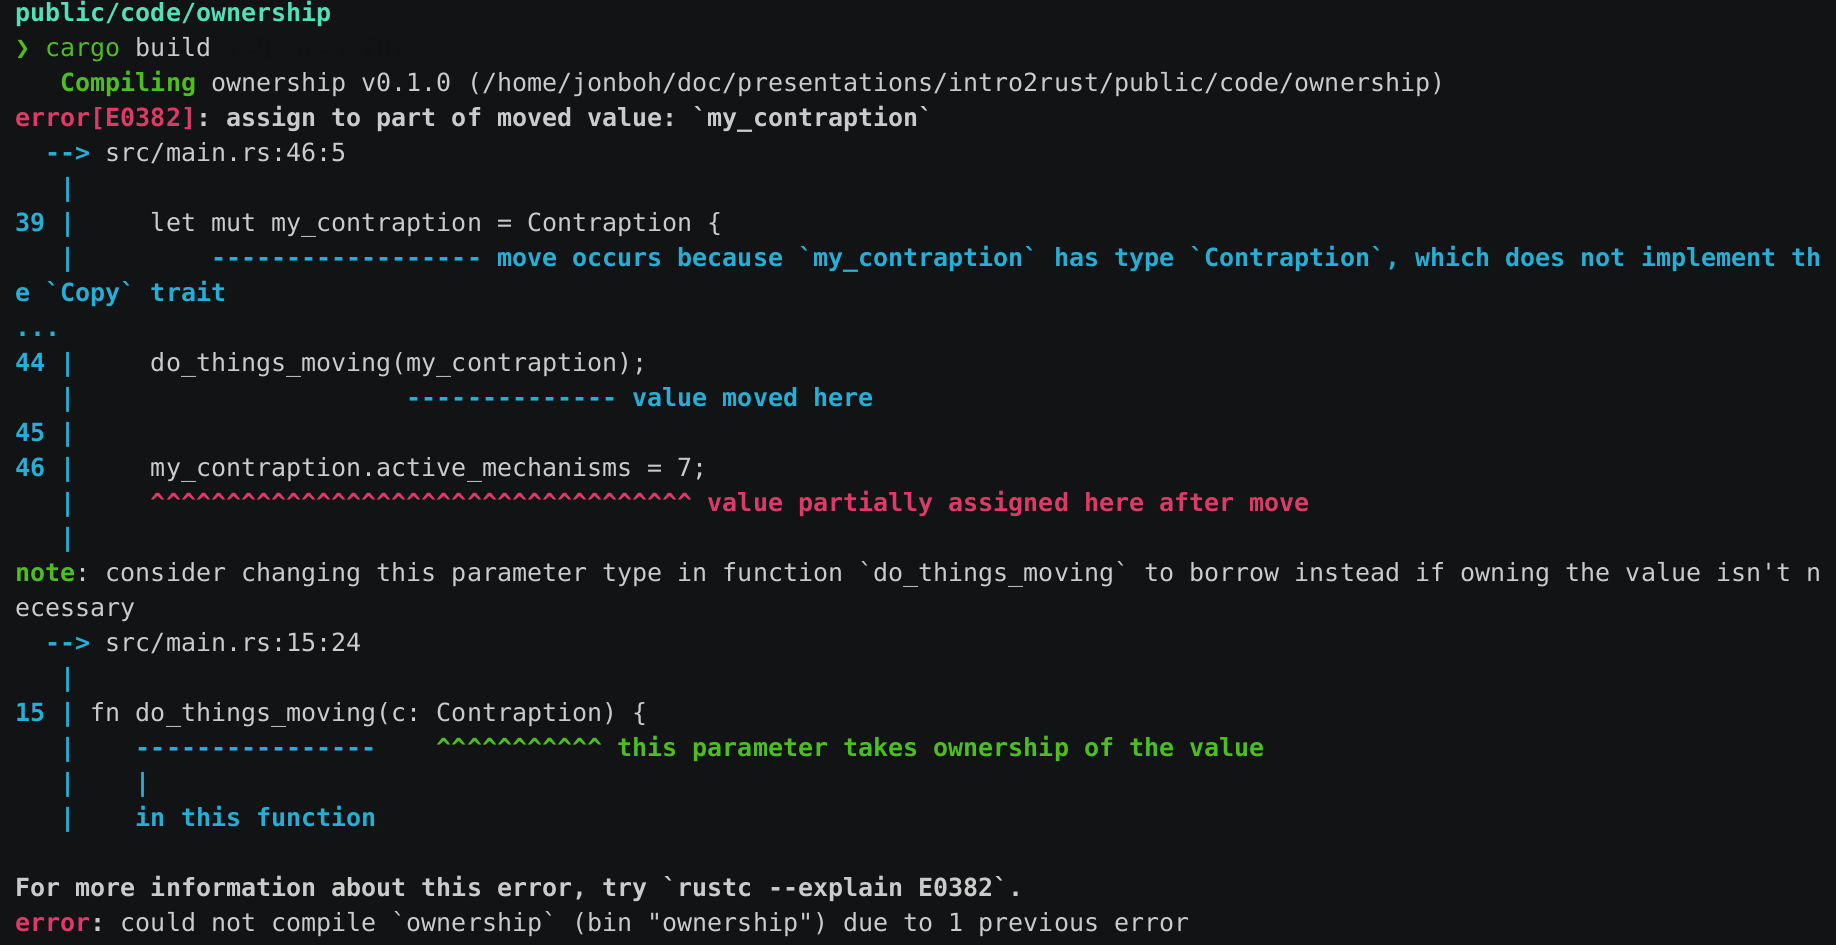 public/code/ownership
❯ cargo build
   Compiling ownership v0.1.0 (/home/jonboh/doc/presentations/intro2rust/public/code/ownership)
error[E0382]: assign to part of moved value: `my_contraption`
  --> src/main.rs:46:5
   |
39 |     let mut my_contraption = Contraption {
   |         ------------------ move occurs because `my_contraption` has type `Contraption`, which does not implement th
e `Copy` trait
...
44 |     do_things_moving(my_contraption);
   |                      -------------- value moved here
45 |
46 |     my_contraption.active_mechanisms = 7;
   |     ^^^^^^^^^^^^^^^^^^^^^^^^^^^^^^^^^^^^ value partially assigned here after move
   |
note: consider changing this parameter type in function `do_things_moving` to borrow instead if owning the value isn't n
ecessary
  --> src/main.rs:15:24
   |
15 | fn do_things_moving(c: Contraption) {
   |    ----------------    ^^^^^^^^^^^ this parameter takes ownership of the value
   |    |
   |    in this function

For more information about this error, try `rustc --explain E0382`.
error: could not compile `ownership` (bin "ownership") due to 1 previous error